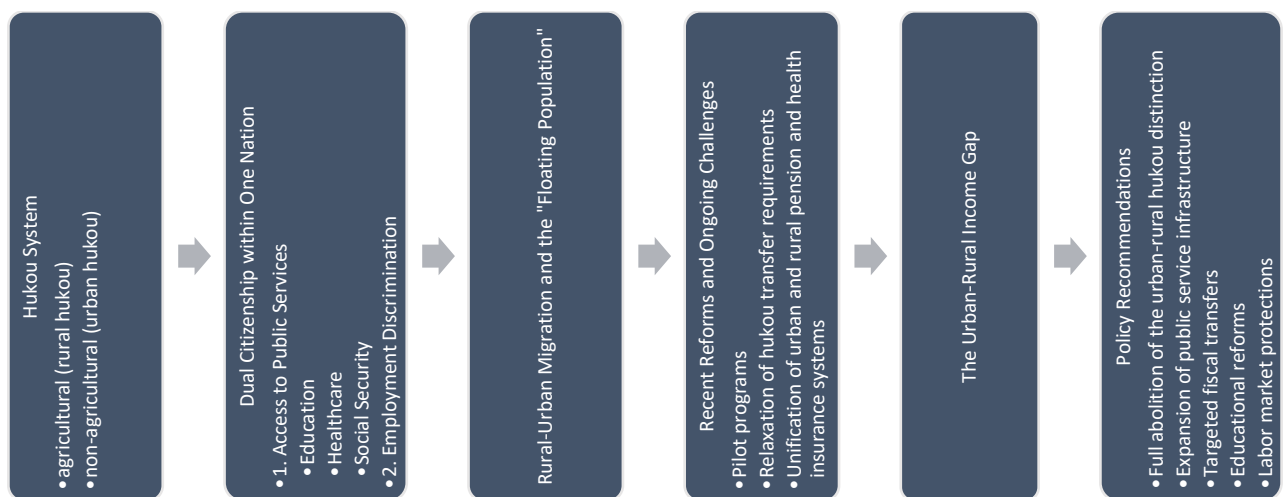 Hukou System
•agricultural (rural hukou)
•non-agricultural (urban hukou)
Dual Citizenship within One Nation
•1. Access to Public Services
•Education
•Healthcare
•Social Security
•2. Employment Discrimination
Rural-Urban Migration and the "Floating Population"
Recent Reforms and Ongoing Challenges
•Pilot programs
•Relaxation of hukou transfer requirements
•Unification of urban and rural pension and health
insurance systems
The Urban-Rural Income Gap
Policy Recommendations
•Full abolition of the urban-rural hukou distinction
•Expansion of public service infrastructure
•Targeted fiscal transfers
•Educational reforms
•Labor market protections